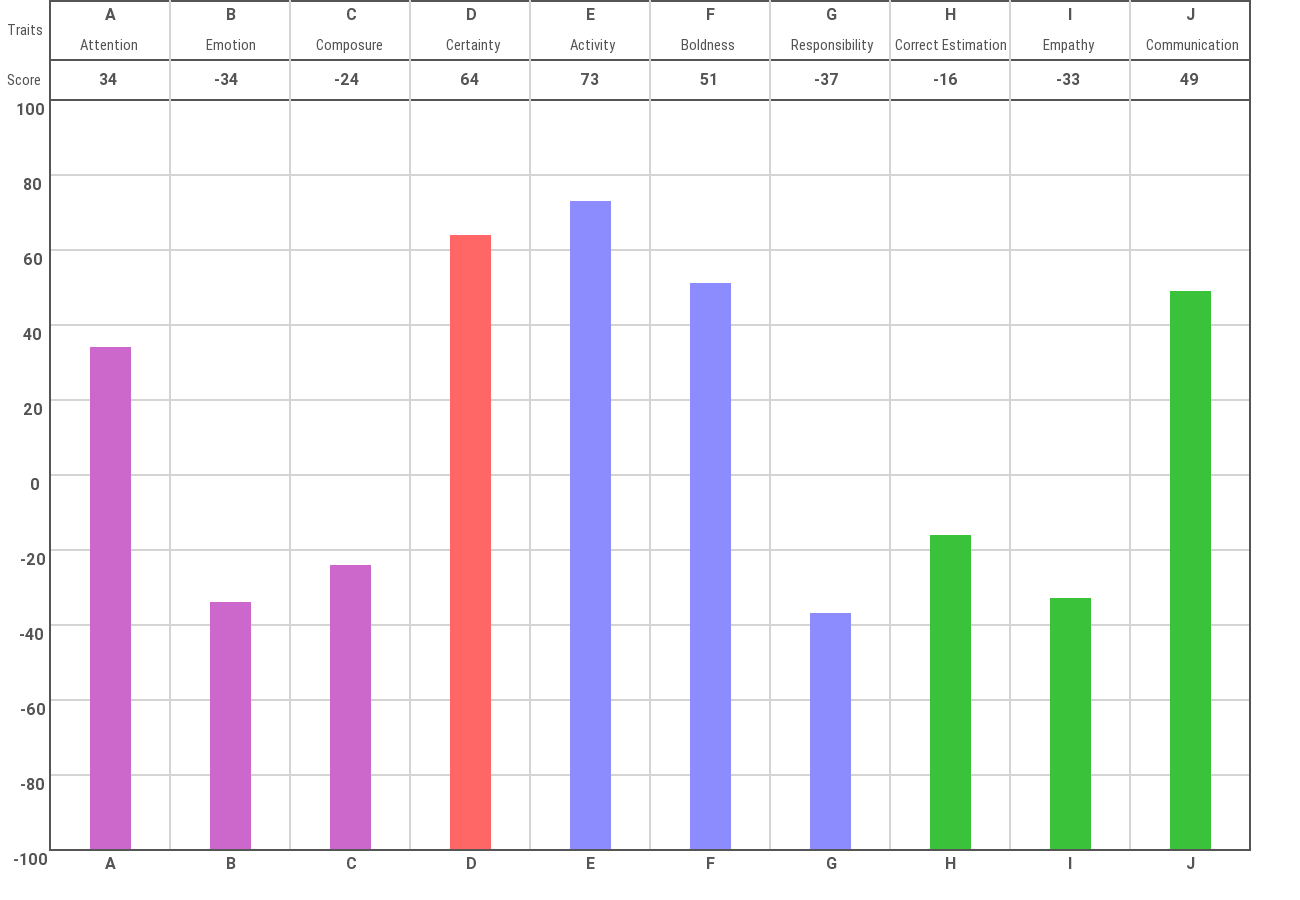 A B C D E F G H I J
Traits
Attention Emotion Composure Certainty Activity Boldness Responsibility Correct Estimation Empathy Communication
Score 34 -34 -24 64 73 51 -37 -16 -33 49
100
80
60
40
20
0
-20
-40
-60
-80
-100
A B C D E F G H I J